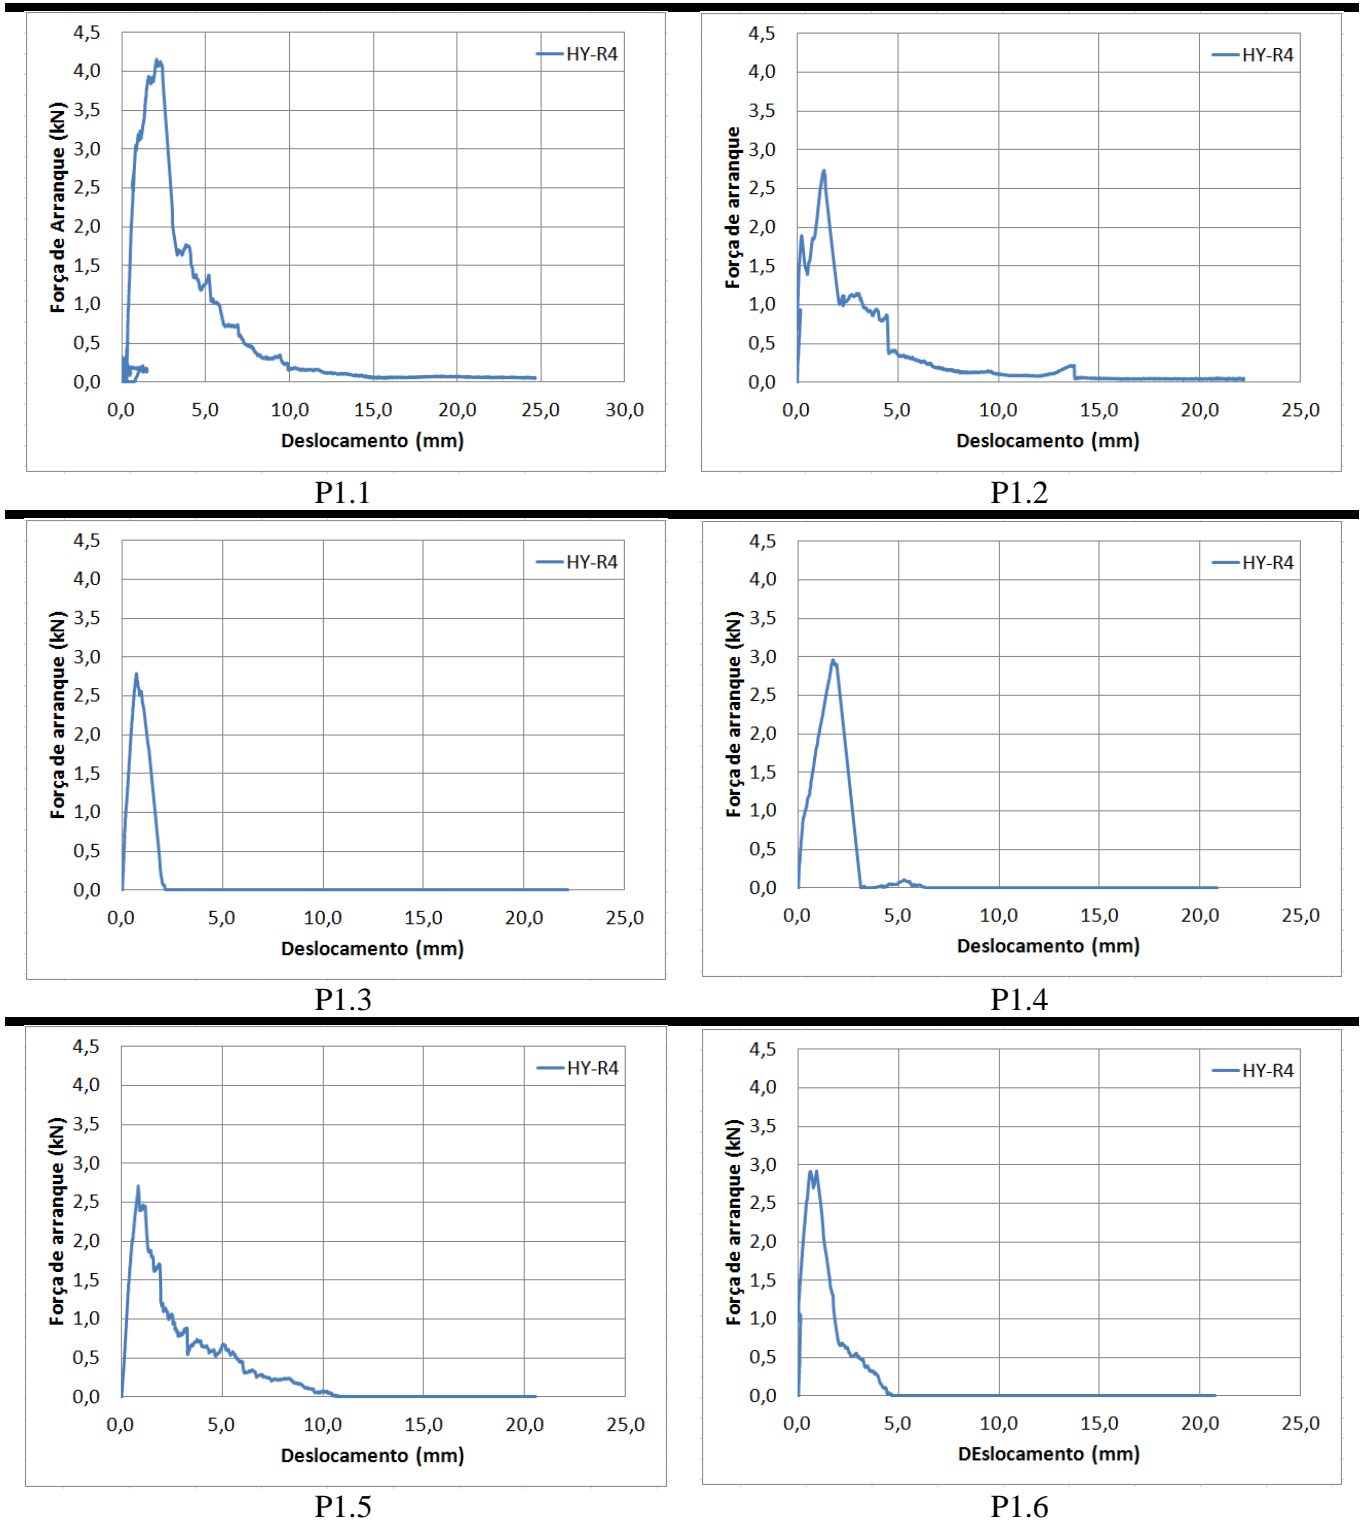 4,5
4,0
3,5
3,0
2,5
2,0
1,5
1,0
0,5
0,0
Força de Arranque (kN)
HY-R4
0,0 5,0 10,0 15,0 20,0 25,0 30,0
Deslocamento (mm)
P1.1
4,5
4,0
3,5
3,0
2,5
2,0
1,5
1,0
0,5
0,0
Força de arranque
HY-R4
0,0 5,0 10,0 15,0 20,0 25,0
Deslocamento (mm)
P1.2
4,5
4,0
3,5
3,0
2,5
2,0
1,5
1,0
0,5
0,0
Força de arranque (kN)
HY-R4
0,0 5,0 10,0 15,0 20,0 25,0
Deslocamento (mm)
P1.3
4,5
4,0
3,5
3,0
2,5
2,0
1,5
1,0
0,5
0,0
Força de arranque (kN)
HY-R4
0,0 5,0 10,0 15,0 20,0 25,0
Deslocamento (mm)
P1.4
4,5
4,0
3,5
3,0
2,5
2,0
1,5
1,0
0,5
0,0
Força de arranque (kN)
HY-R4
0,0 5,0 10,0 15,0 20,0 25,0
Deslocamento (mm)
P1.5
4,5
4,0
3,5
3,0
2,5
2,0
1,5
1,0
0,5
0,0
Força de arranque (kN)
HY-R4
0,0 5,0 10,0 15,0 20,0 25,0
DEslocamento (mm)
P1.6